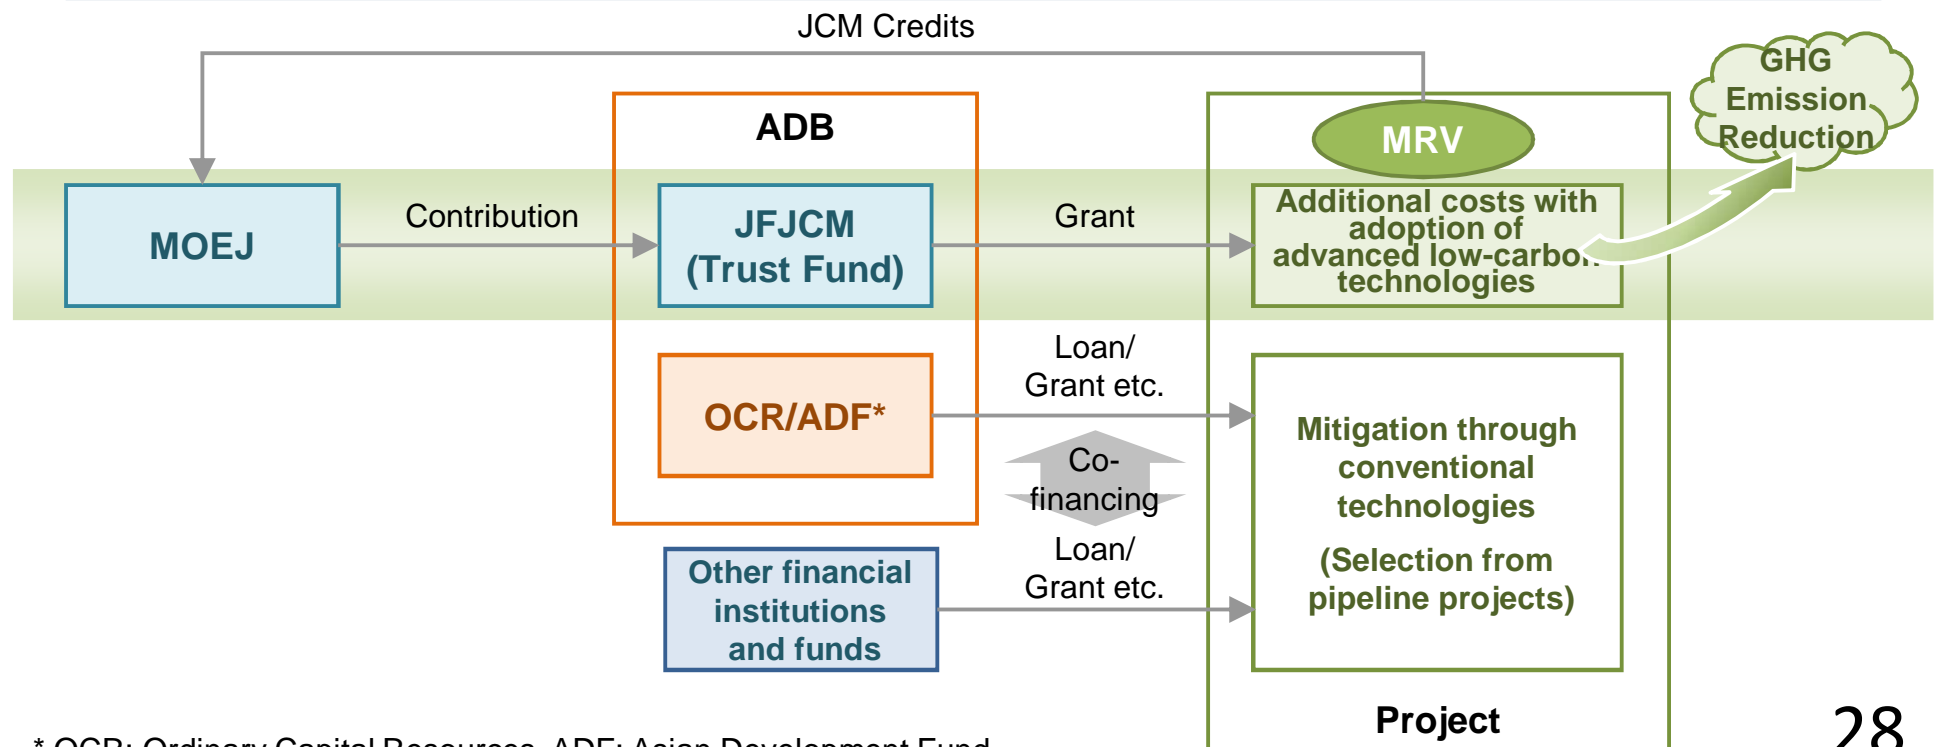 JCM Credits
GHG
Emission
Reduction
ADB
MRV
MOEJ
Contribution
JFJCM
(Trust Fund)
Grant
Additional costs with
adoption of
advanced low-carbon
technologies
OCR/ADF*
Loan/
Grant etc.
Co-
financing
Mitigation through
conventional
technologies
(Selection from
pipeline projects)
Other financial
institutions
and funds
Loan/
Grant etc.
Project
* OCR: Ordinary Capital Resources, ADF: Asian Development Fund
28